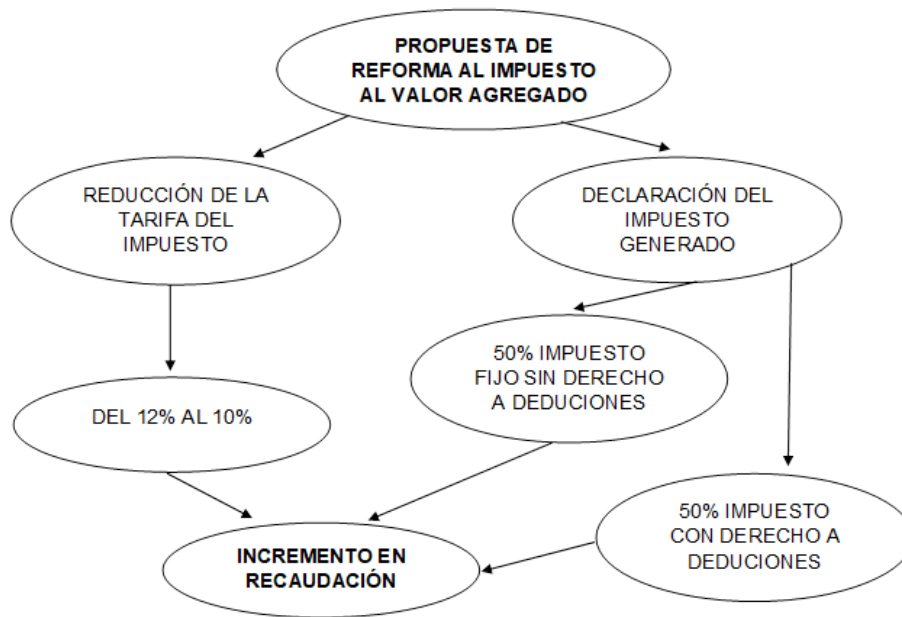 PROPUESTA DE
REFORMA AL IMPUESTO
AL VALOR AGREGADO
REDUCCIÓN DE LA
TARIFA DEL
IMPUESTO
DECLARACIÓN DEL
IMPUESTO
GENERADO
50% IMPUESTO
FIJO SIN DERECHO
A DEDUCIONES
DEL 12% AL 10%
50% IMPUESTO
CON DERECHO A
DEDUCIONES
INCREMENTO EN
RECAUDACIÓN